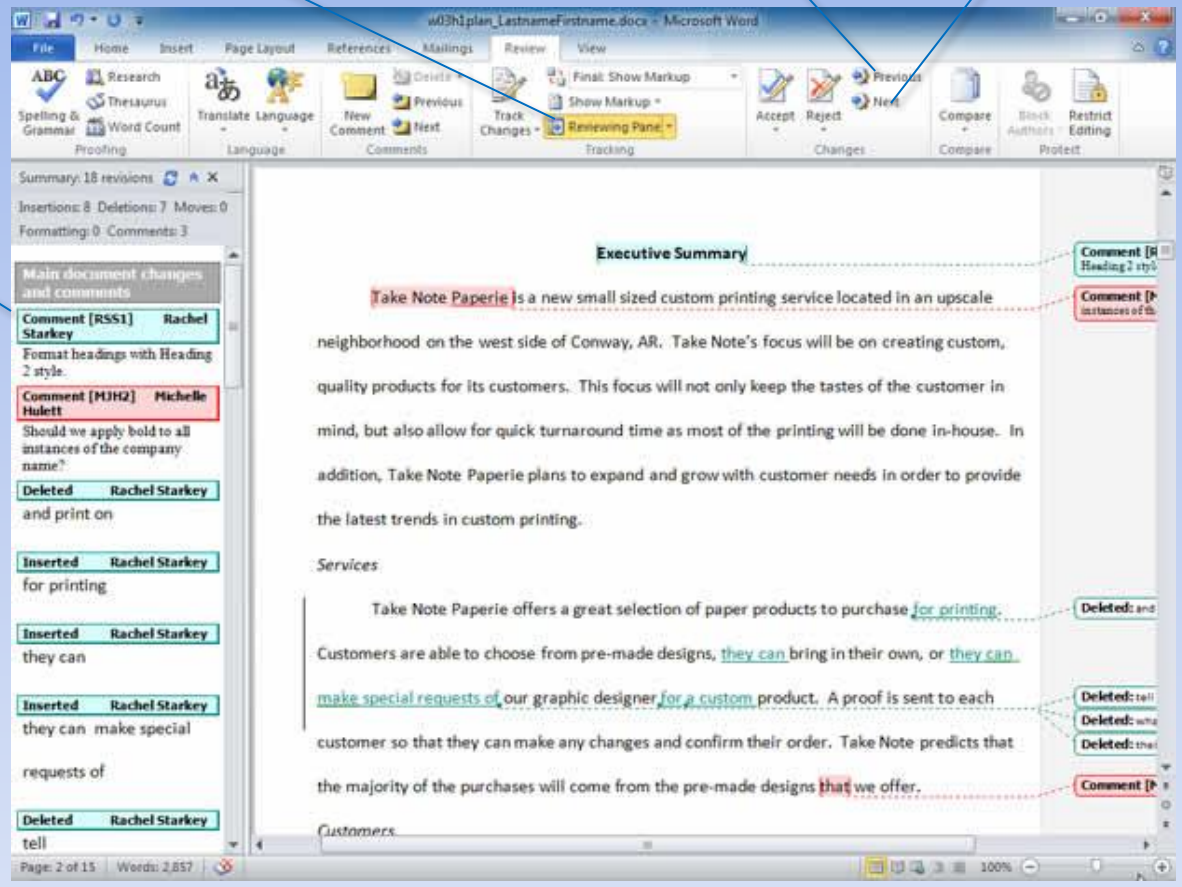 w03h1plan_LastnameFirstname.docx - Microsoft Word
File Home Insert Page Layout References Mailings Review View
ABC Spelling & Grammar
Research
Thesaurus
Word Count
Proofing
Translate Language
Language
New Comment
Delete
Previous
Next
Comments
Track Changes
Final: Show Markup
Show Markup
Reviewing Pane
Tracking
Accept Reject
Previous
Next
Changes
Compare
Compare
Block Authors
Restrict Editing
Protect
Summary: 18 revisions
Insertions: 8 Deletions: 7 Moves: 0
Formatting: 0 Comments: 3
Main document changes
and comments
Comment [RSS1] Rachel
Starkey
Format headings with Heading
2 style.
Comment [MJH2] Michelle
Hulett
Should we apply bold to all
instances of the company
name?
Deleted Rachel Starkey
and print on
Inserted Rachel Starkey
for printing
Inserted Rachel Starkey
they can
Inserted Rachel Starkey
they can make special
requests of
Deleted Rachel Starkey
tell
Executive Summary
Take Note Paperie is a new small sized custom printing service located in an upscale
neighborhood on the west side of Conway, AR. Take Note's focus will be on creating custom,
quality products for its customers. This focus will not only keep the tastes of the customer in
mind, but also allow for quick turnaround time as most of the printing will be done in-house. In
addition, Take Note Paperie plans to expand and grow with customer needs in order to provide
the latest trends in custom printing.
Services
Take Note Paperie offers a great selection of paper products to purchase for printing.
Customers are able to choose from pre-made designs, they can bring in their own, or they can
make special requests of our graphic designer for a custom product. A proof is sent to each
customer so that they can make any changes and confirm their order. Take Note predicts that
the majority of the purchases will come from the pre-made designs that we offer.
Customers
Comment [R
Heading 2 styl
Comment [M
instances of th
Deleted: and
Deleted: tell
Deleted: wha
Deleted: thei
Comment [M
Page: 2 of 15 Words: 2,857 100%